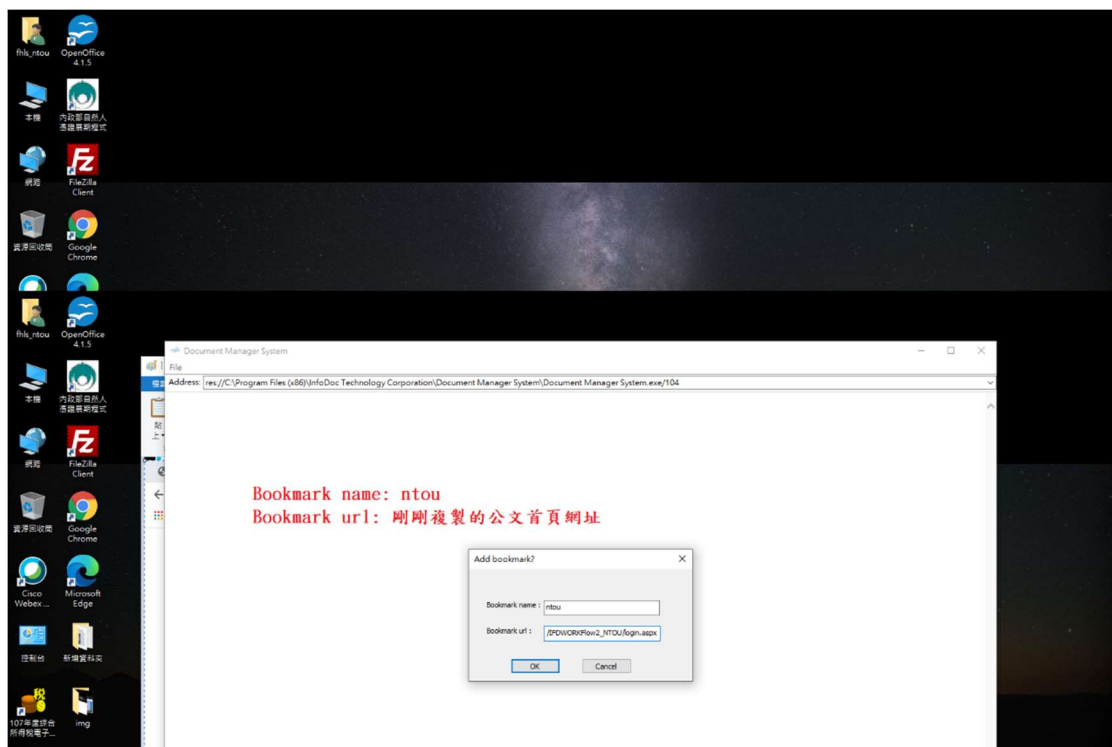 fhls_ntou
OpenOffice
4.1.5
本機
內政部自然人
憑證展期程式
網路
FileZilla
Client
資源回收筒
Google
Chrome
fhls_ntou
OpenOffice
4.1.5
本機
內政部自然人
憑證展期程式
網路
FileZilla
Client
資源回收筒
Google
Chrome
Cisco
Webex ...
Microsoft
Edge
控制台
新增資料夾
107年度綜合
所得稅電子...
img
Document Manager System
File
Address: res://C:\Program Files (x86)\InfoDoc Technology Corporation\Document Manager System\Document Manager System.exe/104
Bookmark name: ntou
Bookmark url: 剛剛複製的公文首頁網址
Add bookmark?
Bookmark name : ntou
Bookmark url : /IFDWORKFlow2_NTOU/login.aspx
OK
Cancel